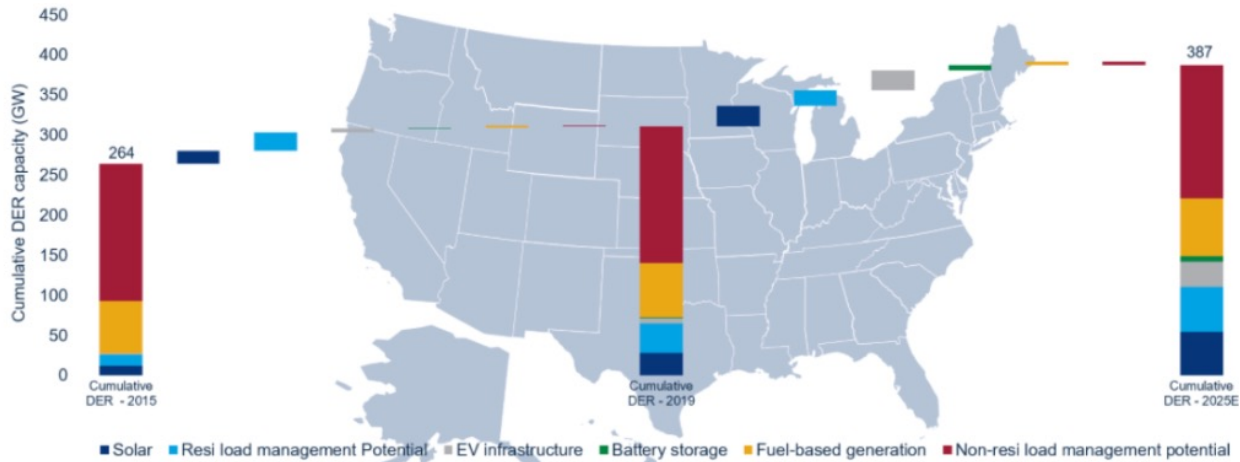 Cumulative DER capacity (GW)
450
400
350
300
250
200
150
100
50
0
264
387
Cumulative
DER - 2015
Cumulative
DER - 2019
Cumulative
DER - 2025E
Solar
Resi load management Potential
EV infrastructure
Battery storage
Fuel-based generation
Non-resi load management potential